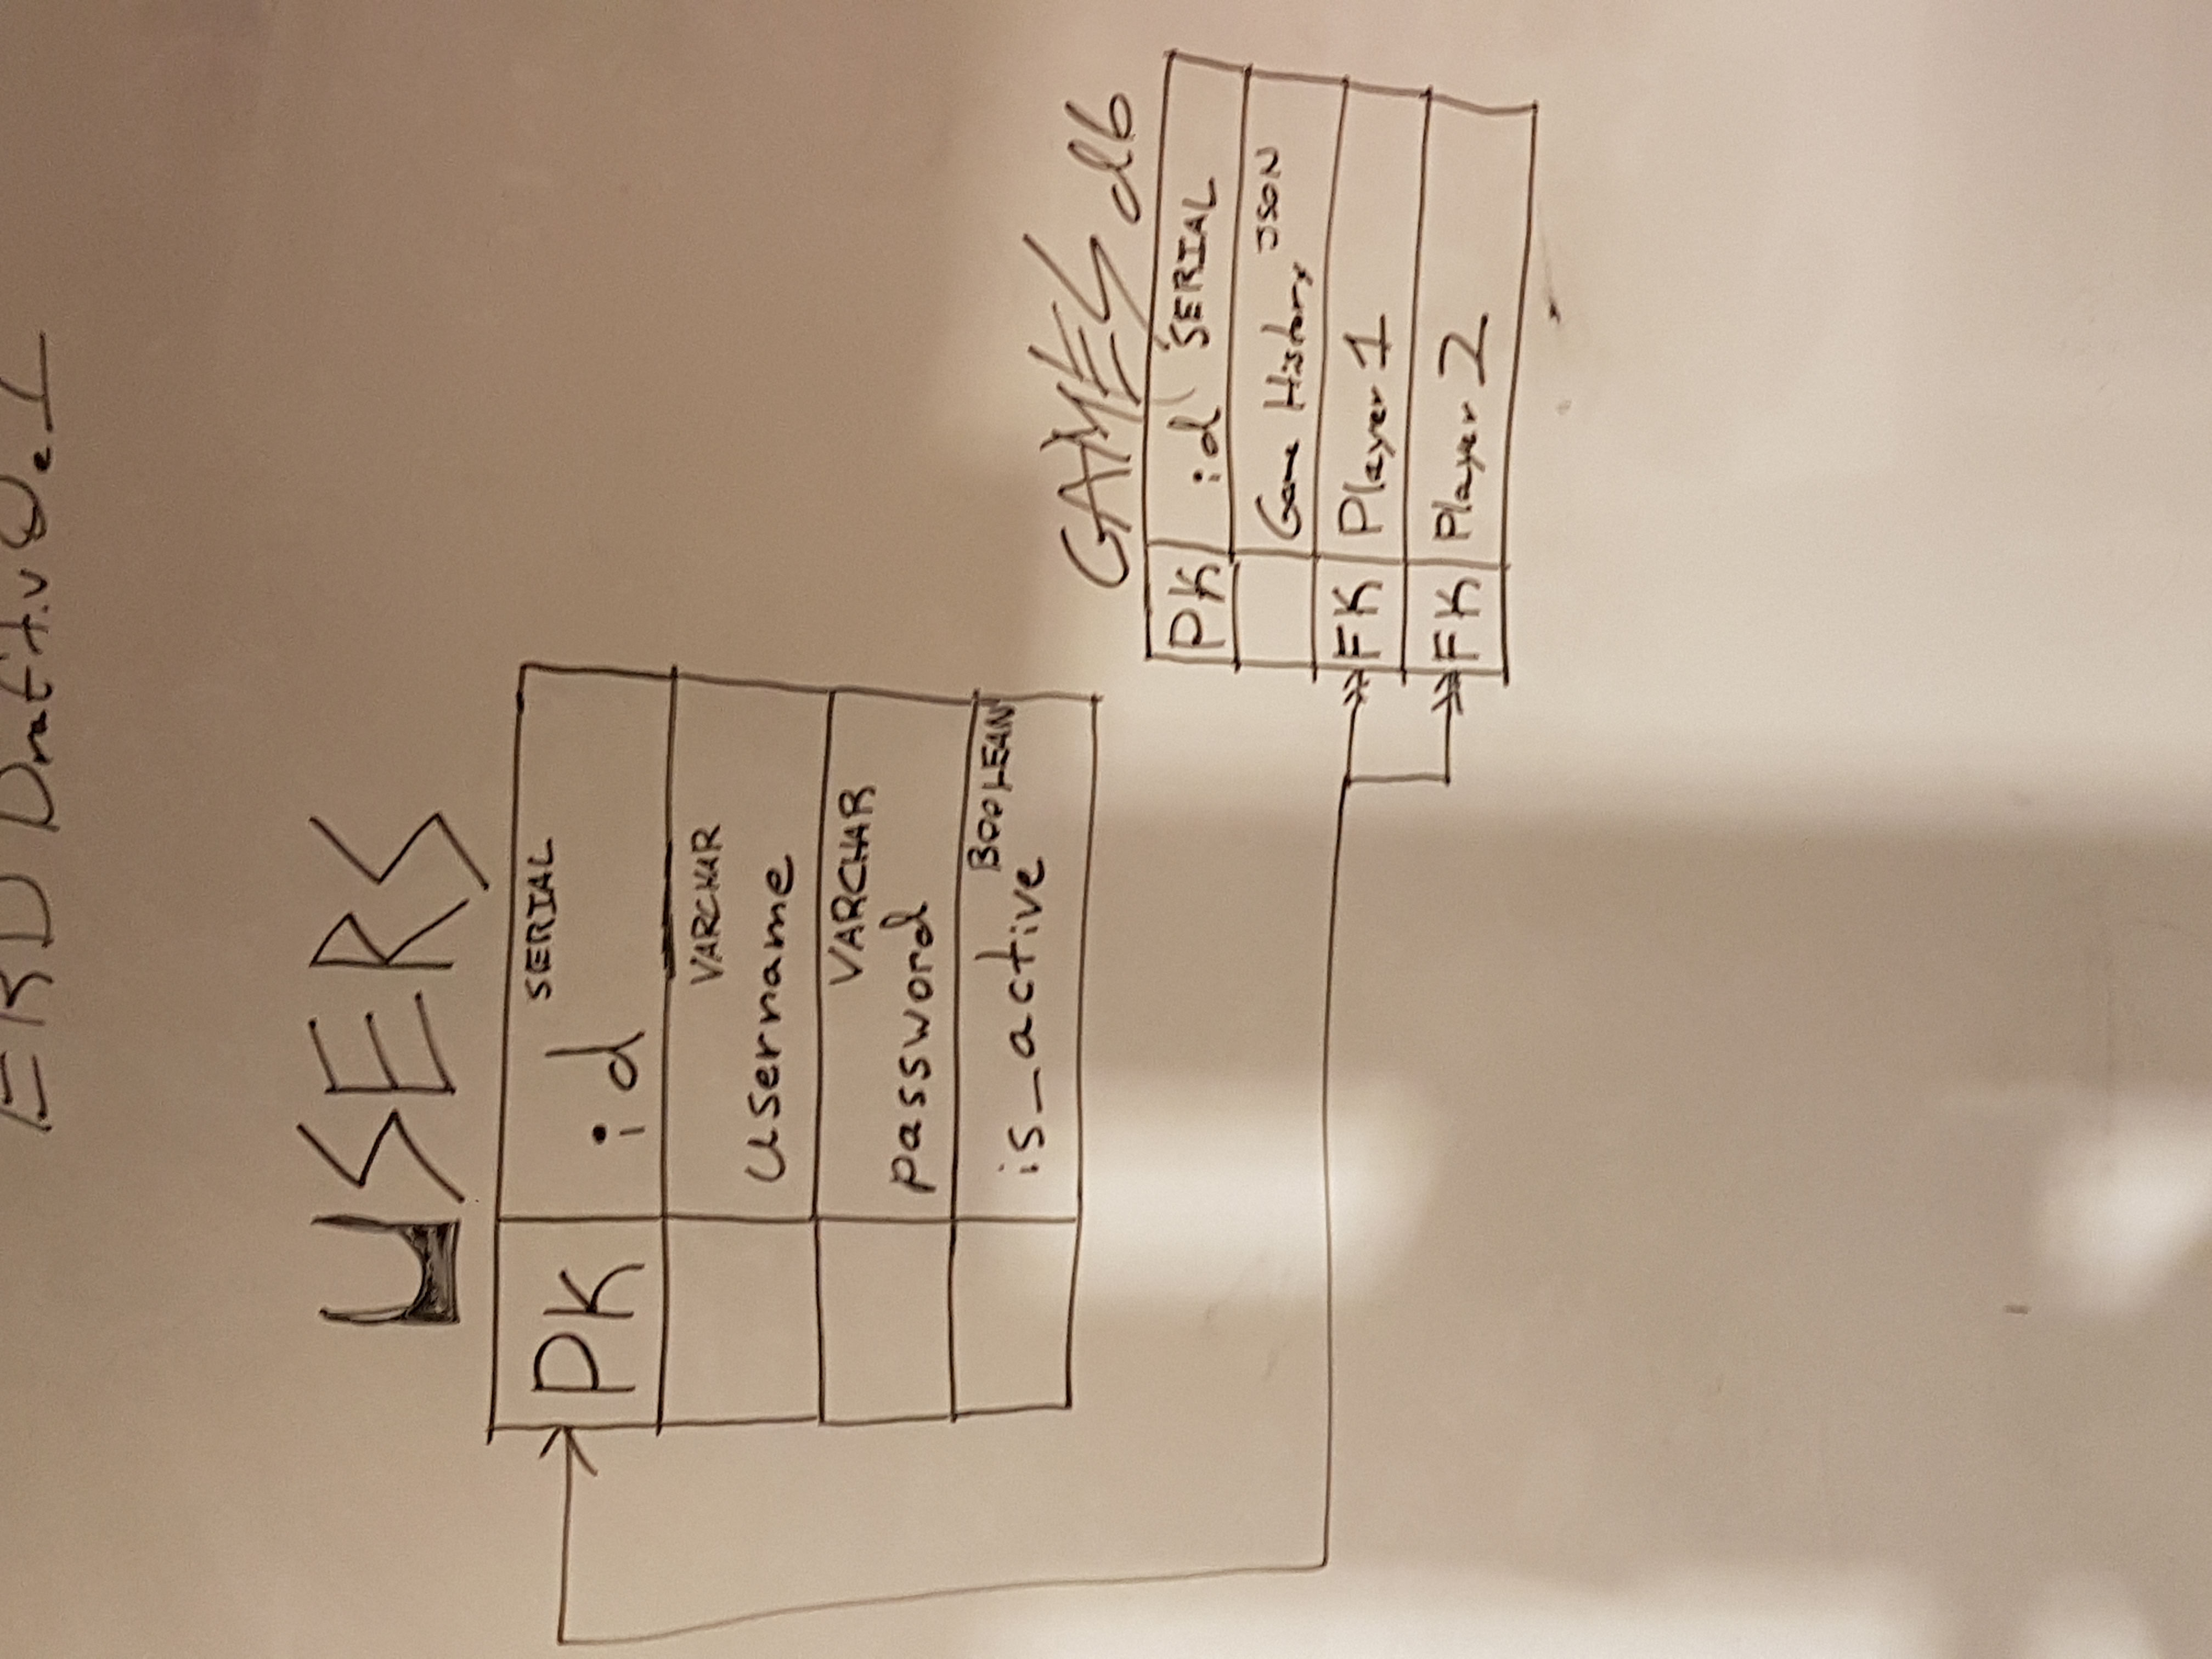 ERD Draft.v 0.1
USERS
PK id SERIAL
username VARCHAR
password VARCHAR
is_active BOOLEAN
GAMES db
PK id SERIAL
Game History JSON
FK Player 1
FK Player 2